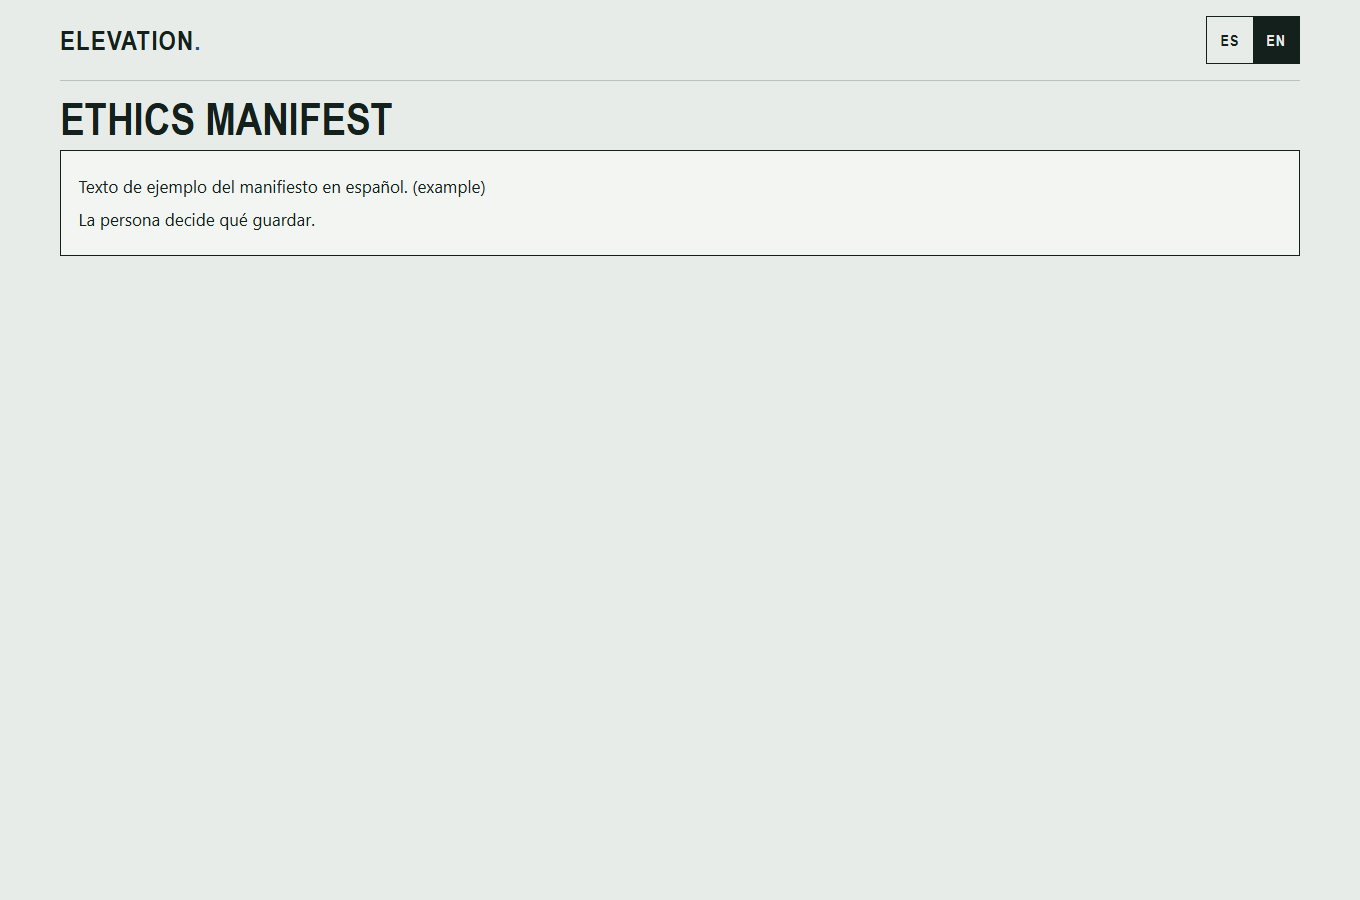 ELEVATION.
ES EN
ETHICS MANIFEST
Texto de ejemplo del manifiesto en español. (example)
La persona decide qué guardar.